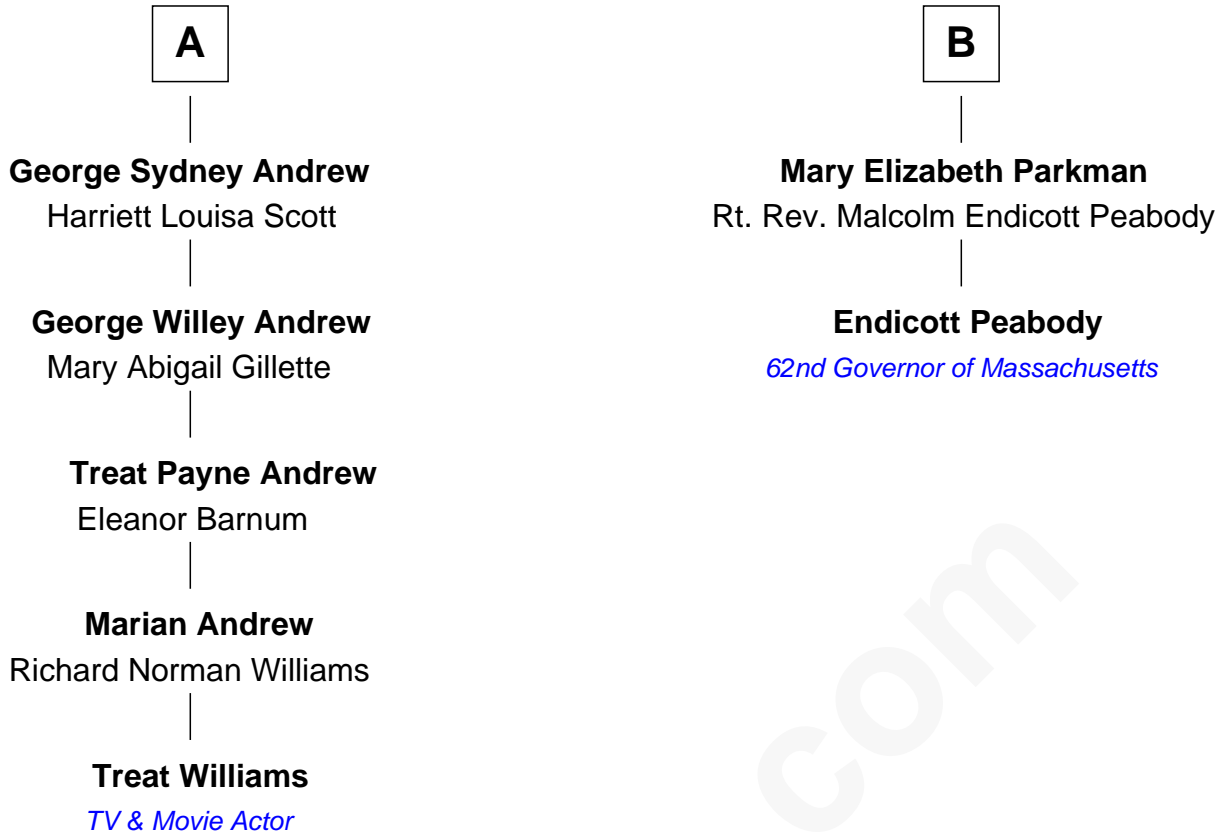 A
George Sydney Andrew
Harriett Louisa Scott
George Willey Andrew
Mary Abigail Gillette
Treat Payne Andrew
Eleanor Barnum
Marian Andrew
Richard Norman Williams
Treat Williams
TV & Movie Actor
B
Mary Elizabeth Parkman
Rt. Rev. Malcolm Endicott Peabody
Endicott Peabody
62nd Governor of Massachusetts
com